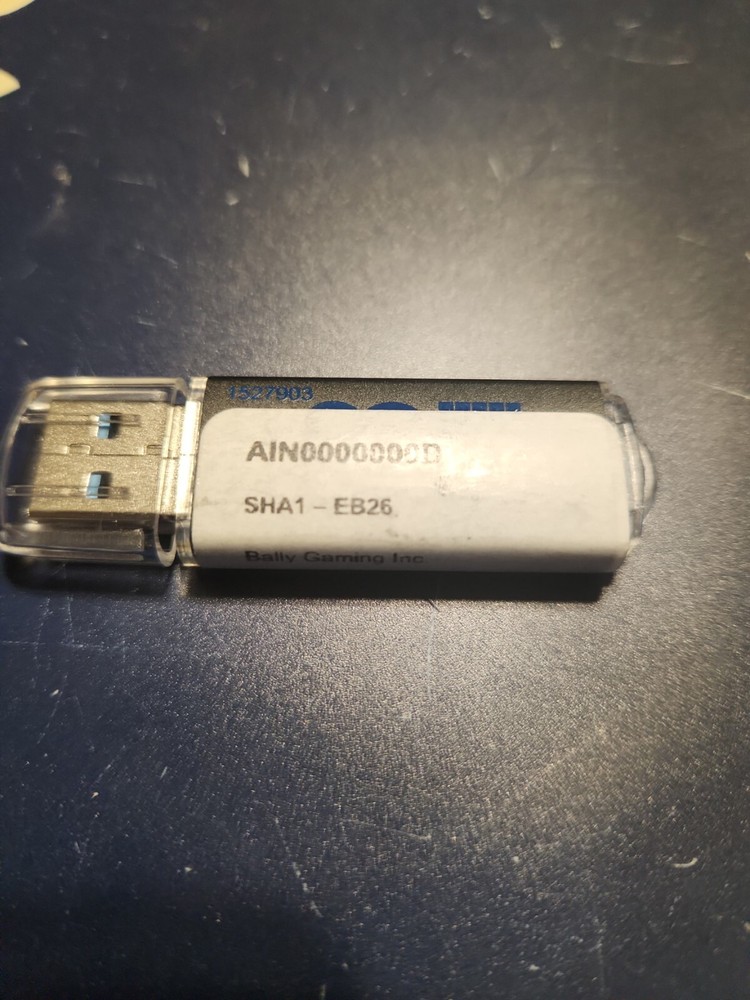 1527903
AIN0000000D
SHA1 – EB26
Bally Gaming Inc